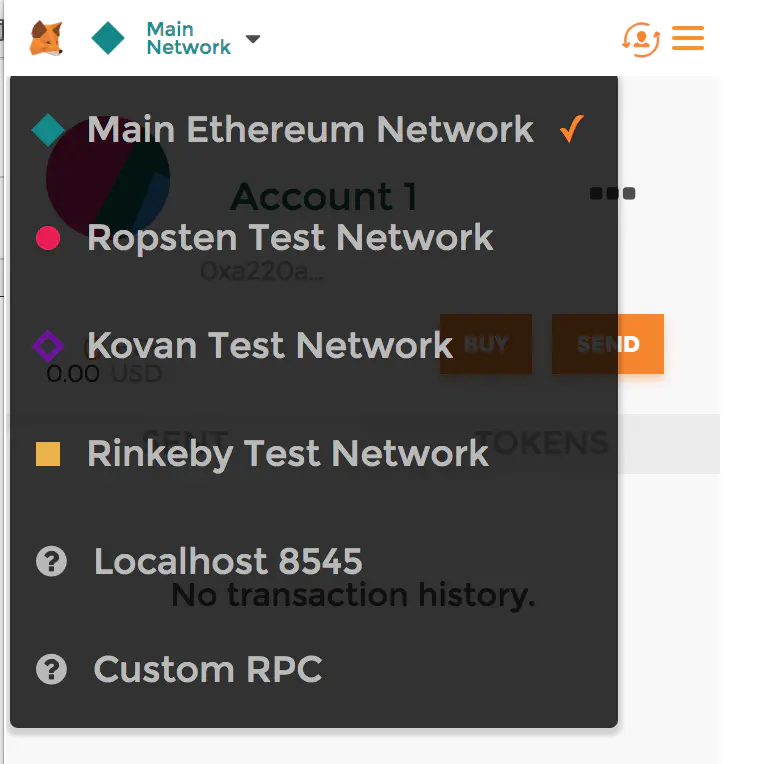 Main
Network
Main Ethereum Network
Account 1
Ropsten Test Network
0xa220a...
Kovan Test Network
BUY
SEND
0.00 USD
SENT
TOKENS
Rinkeby Test Network
Localhost 8545
No transaction history.
Custom RPC